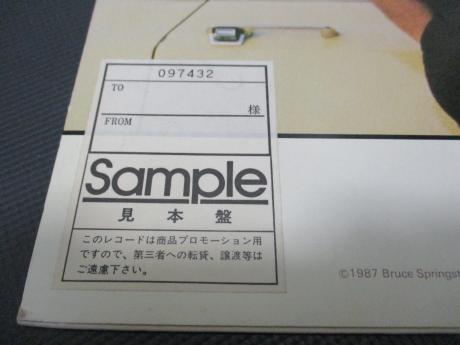 097432
TO
様
FROM
Sample
見本盤
このレコードは商品プロモーション用
ですので、第三者への転貸、譲渡等は
ご遠慮下さい。
©1987 Bruce Springst